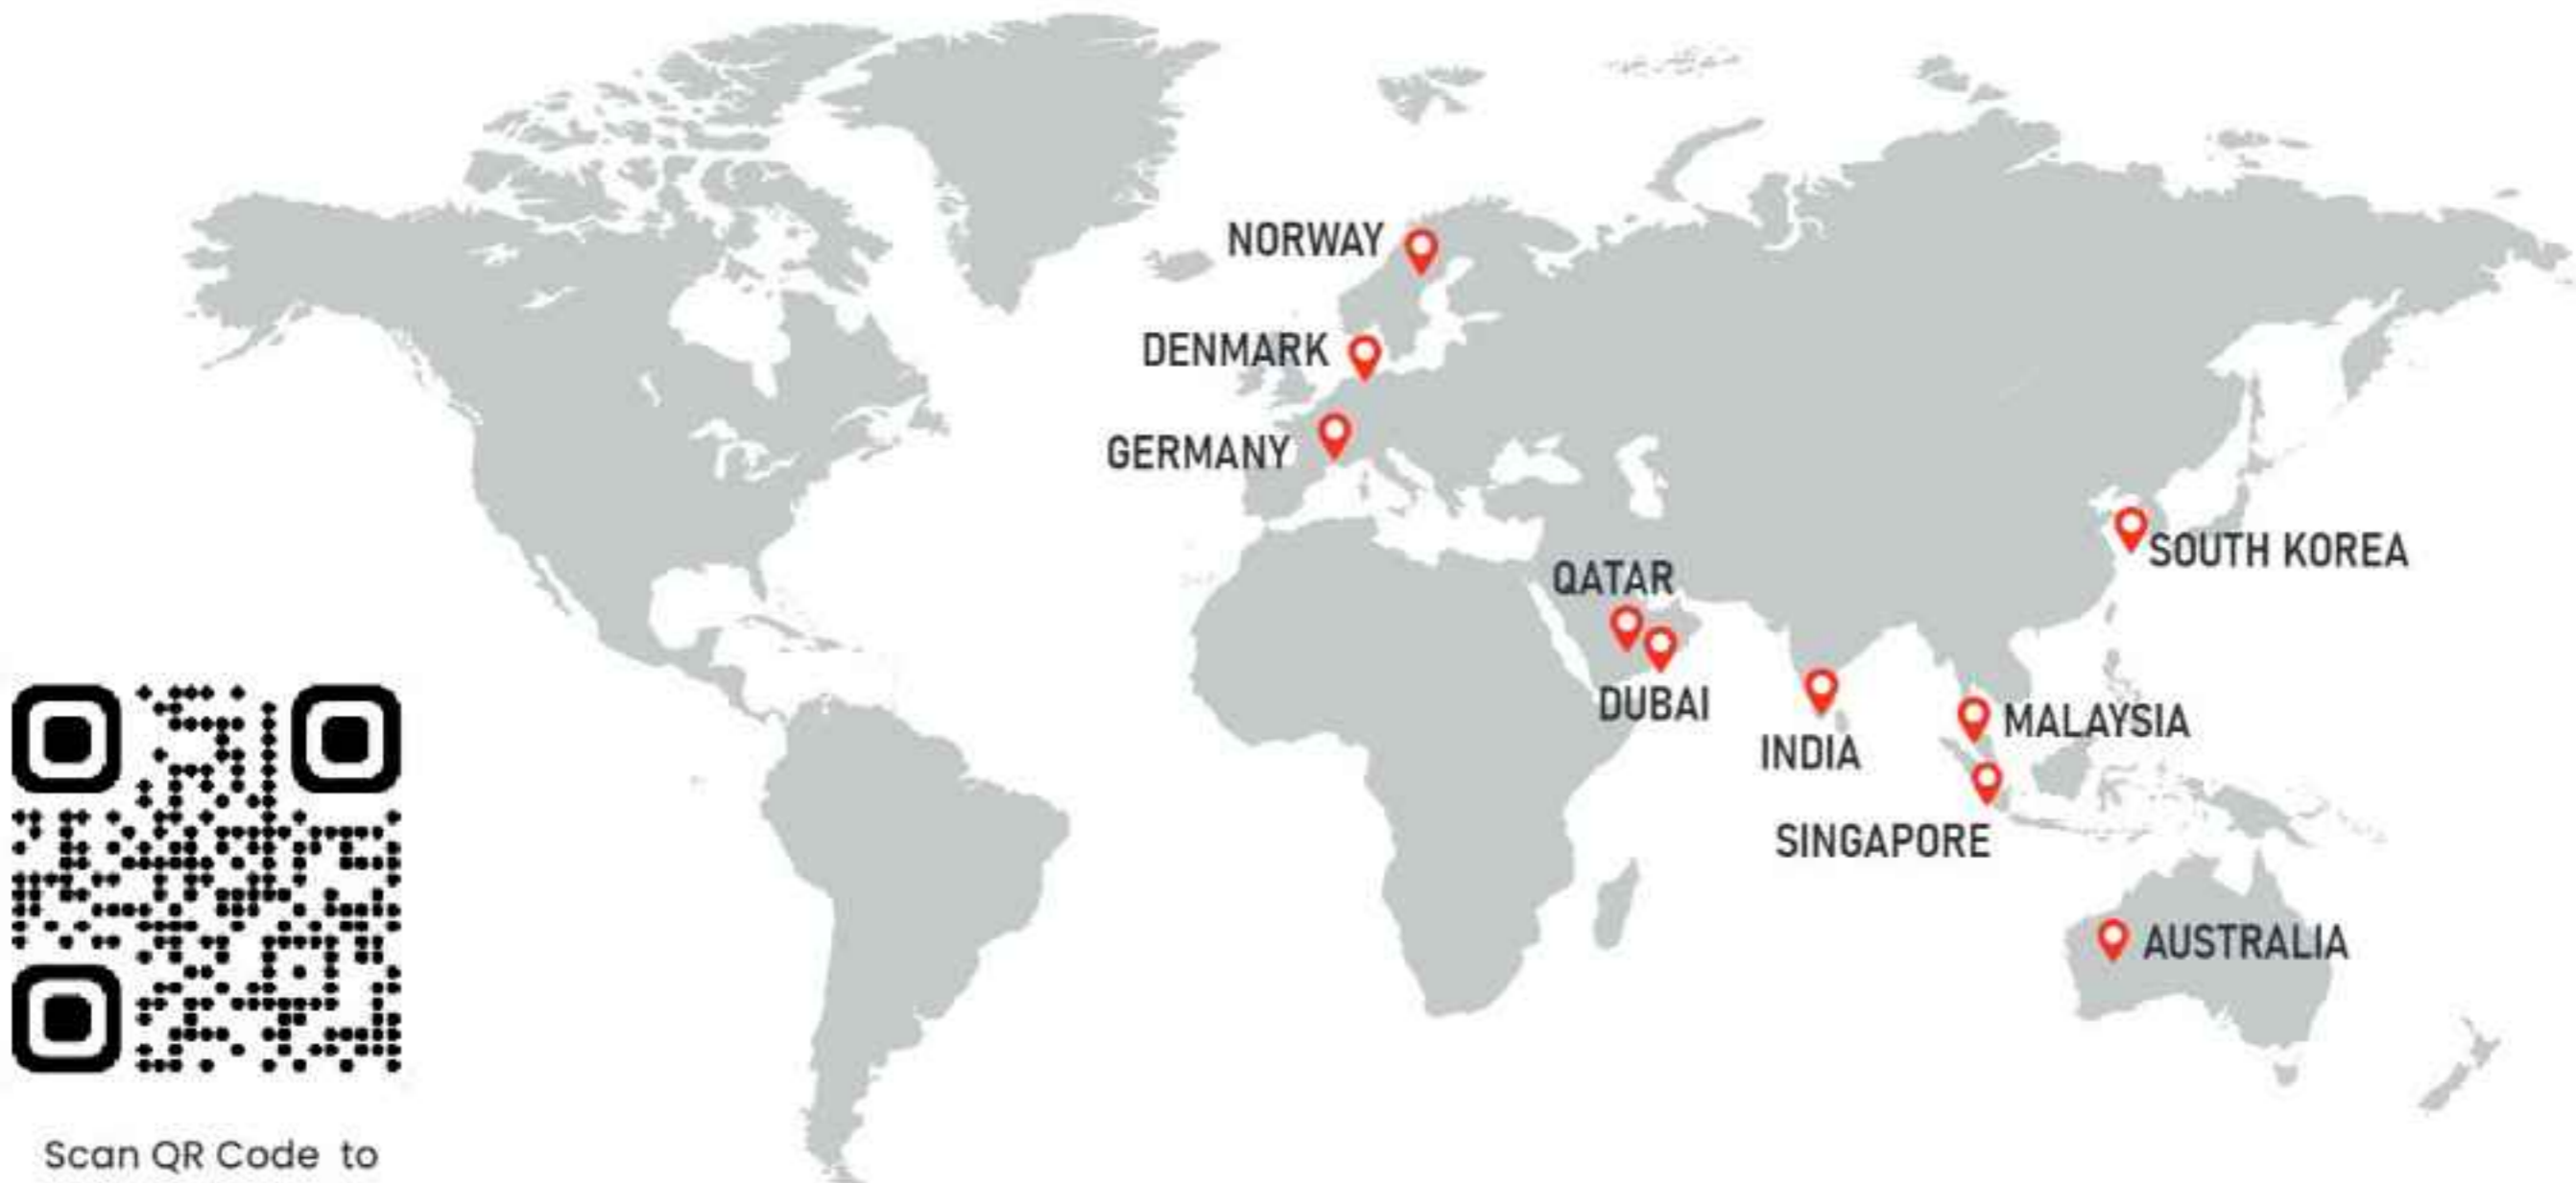 NORWAY
DENMARK
GERMANY
SOUTH KOREA
QATAR
DUBAI
INDIA
MALAYSIA
SINGAPORE
AUSTRALIA
Scan QR Code to